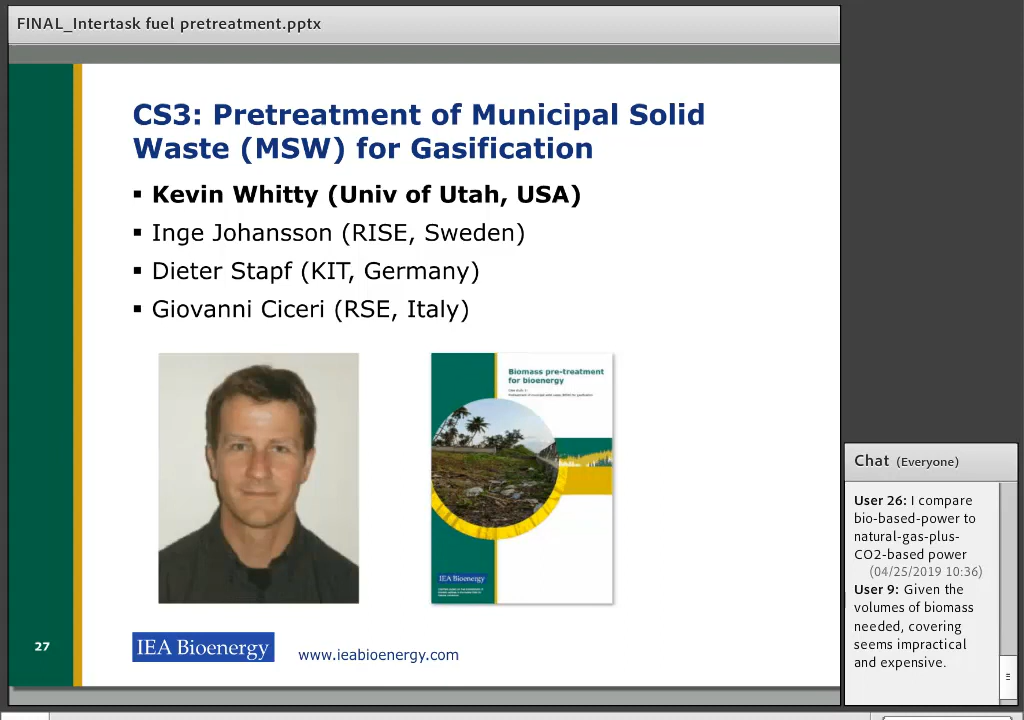 FINAL_Intertask fuel pretreatment.pptx
CS3: Pretreatment of Municipal Solid
Waste (MSW) for Gasification
▪ Kevin Whitty (Univ of Utah, USA)
▪ Inge Johansson (RISE, Sweden)
▪ Dieter Stapf (KIT, Germany)
▪ Giovanni Ciceri (RSE, Italy)
Biomass pre-treatment
for bioenergy
IEA Bioenergy
27
IEA Bioenergy
www.ieabioenergy.com
Chat (Everyone)
User 26: I compare
bio-based-power to
natural-gas-plus-
CO2-based power
(04/25/2019 10:36)
User 9: Given the
volumes of biomass
needed, covering
seems impractical
and expensive.